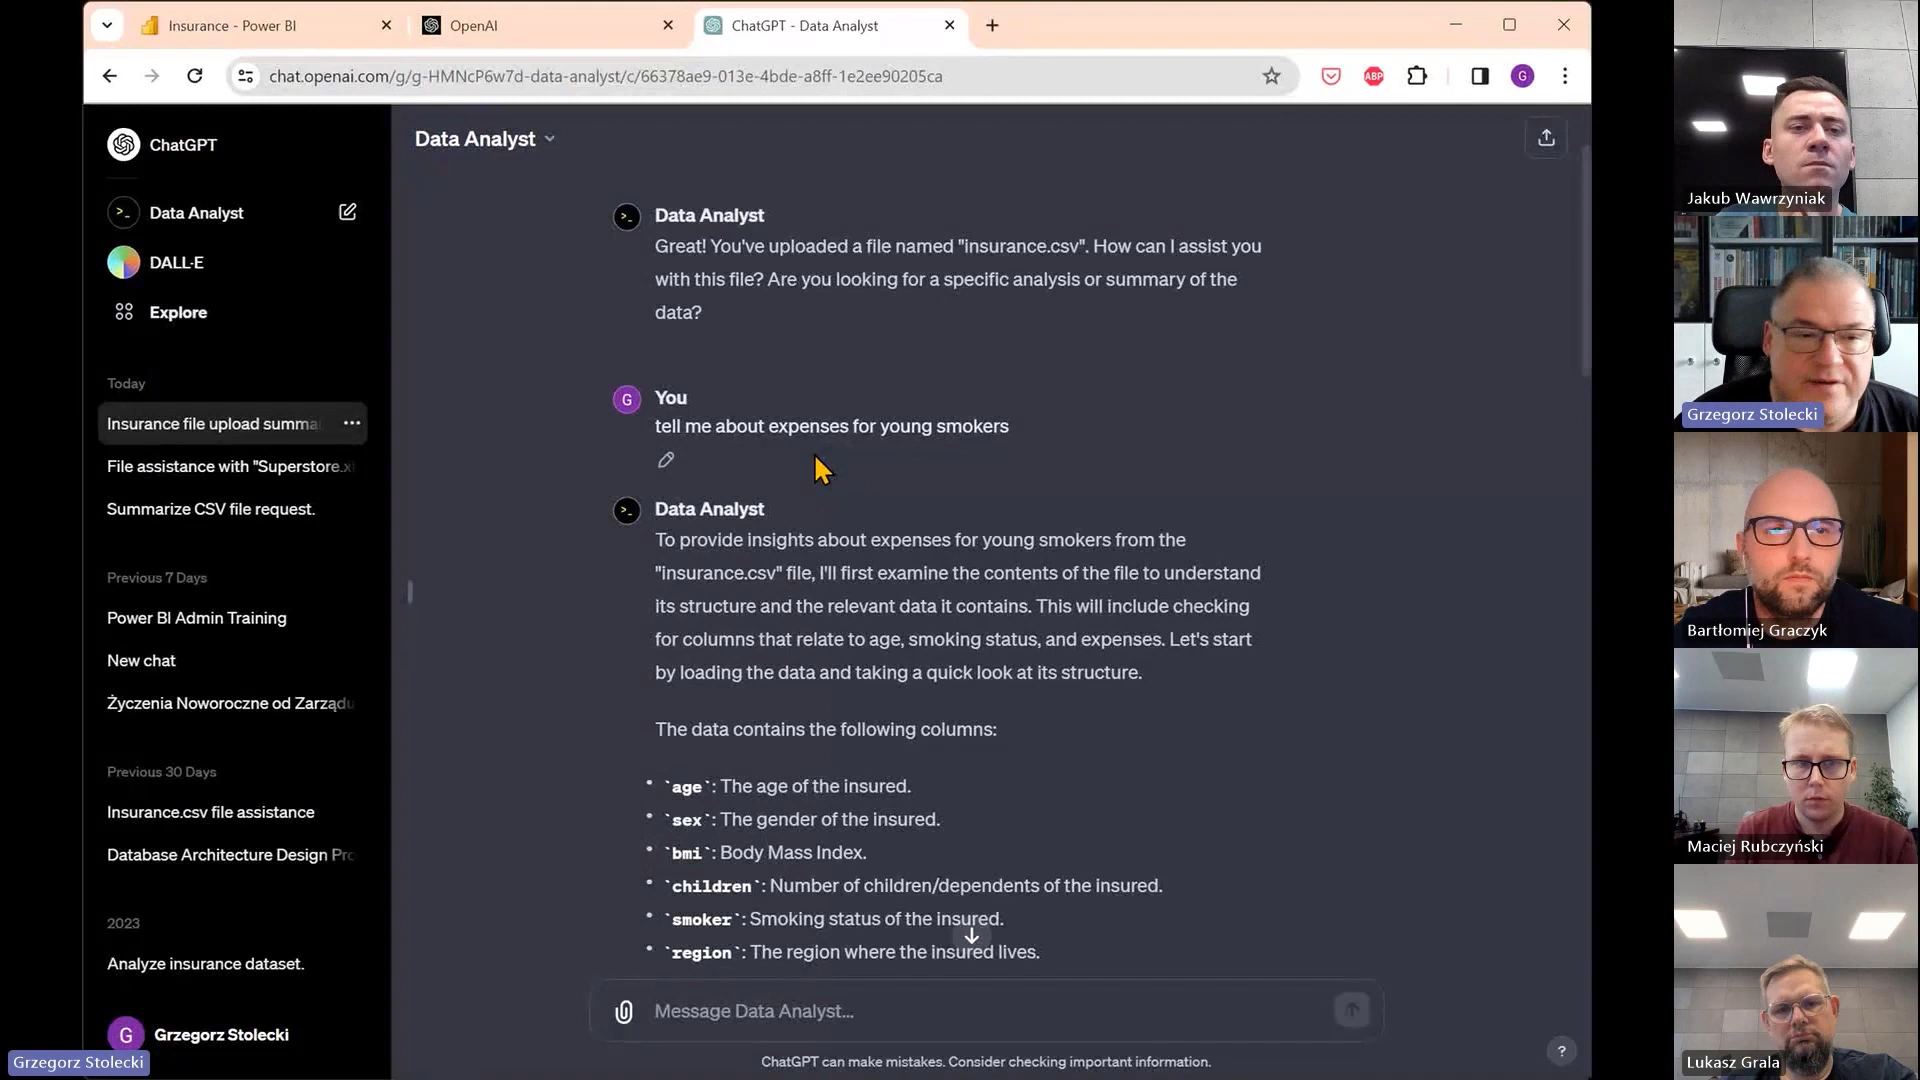 Insurance - Power BI
OpenAI
ChatGPT - Data Analyst
chat.openai.com/g/g-HMNcP6w7d-data-analyst/c/66378ae9-013e-4bde-a8ff-1e2ee90205ca
ABP
G
ChatGPT
Data Analyst
DALL·E
Explore
Today
Insurance file upload summa
File assistance with "Superstore.x
Summarize CSV file request.
Previous 7 Days
Power BI Admin Training
New chat
Życzenia Noworoczne od Zarządu
Previous 30 Days
Insurance.csv file assistance
Database Architecture Design Pro
2023
Analyze insurance dataset.
G
Grzegorz Stolecki
Grzegorz Stolecki
Data Analyst
Data Analyst
Great! You've uploaded a file named "insurance.csv". How can I assist you
with this file? Are you looking for a specific analysis or summary of the
data?
G
You
tell me about expenses for young smokers
Data Analyst
To provide insights about expenses for young smokers from the
"insurance.csv" file, I'll first examine the contents of the file to understand
its structure and the relevant data it contains. This will include checking
for columns that relate to age, smoking status, and expenses. Let's start
by loading the data and taking a quick look at its structure.
The data contains the following columns:
• `age`: The age of the insured.
• `sex`: The gender of the insured.
• `bmi`: Body Mass Index.
• `children`: Number of children/dependents of the insured.
• `smoker`: Smoking status of the insured.
• `region`: The region where the insured lives.
Message Data Analyst...
ChatGPT can make mistakes. Consider checking important information.
?
Jakub Wawrzyniak
Grzegorz Stolecki
Bartłomiej Graczyk
Maciej Rubczyński
Lukasz Grala